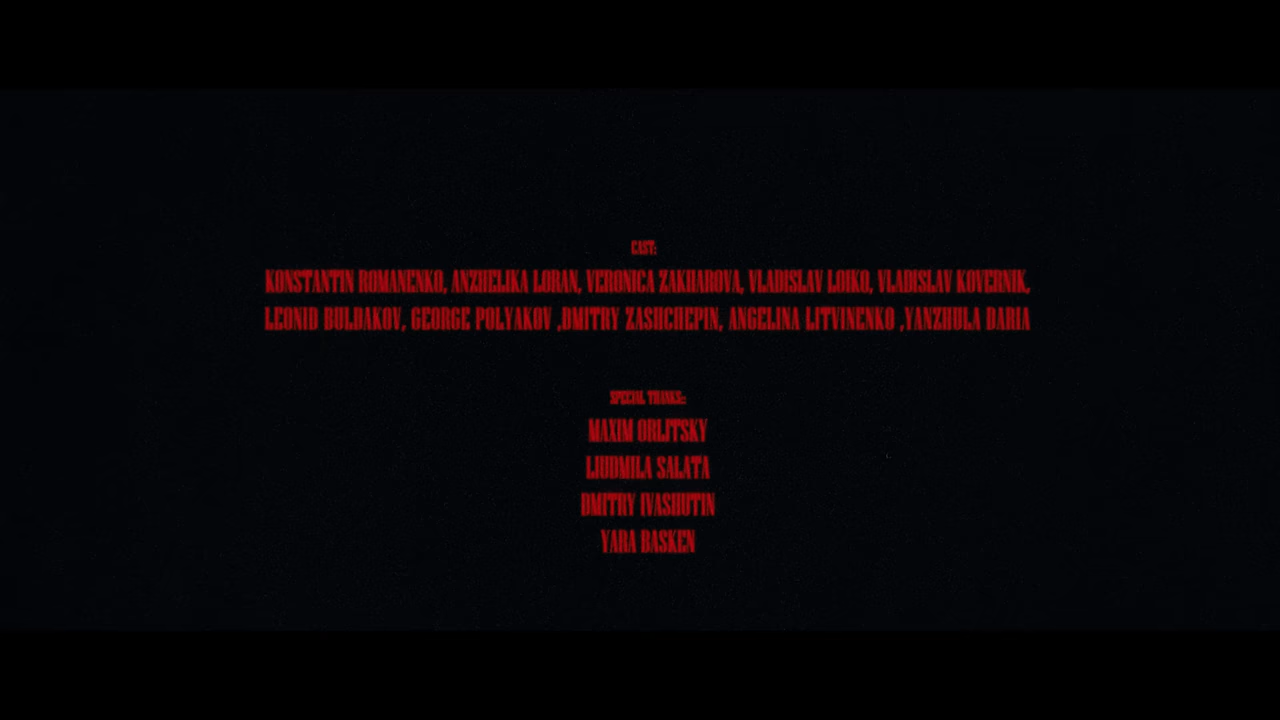 CAST:
KONSTANTIN ROMANENKO, ANZHELIKA LORAN, VERONICA ZAKHAROVA, VLADISLAV LOIKO, VLADISLAV KOVERNIK,
LEONID BULDAKOV, GEORGE POLYAKOV ,DMITRY ZASHCHEPIN, ANGELINA LITVINENKO ,YANZHULA DARIA
SPECIAL THANKS:
MAXIM ORLITSKY
LIUDMILA SALATA
DMITRY IVASHUTIN
YARA BASKEN